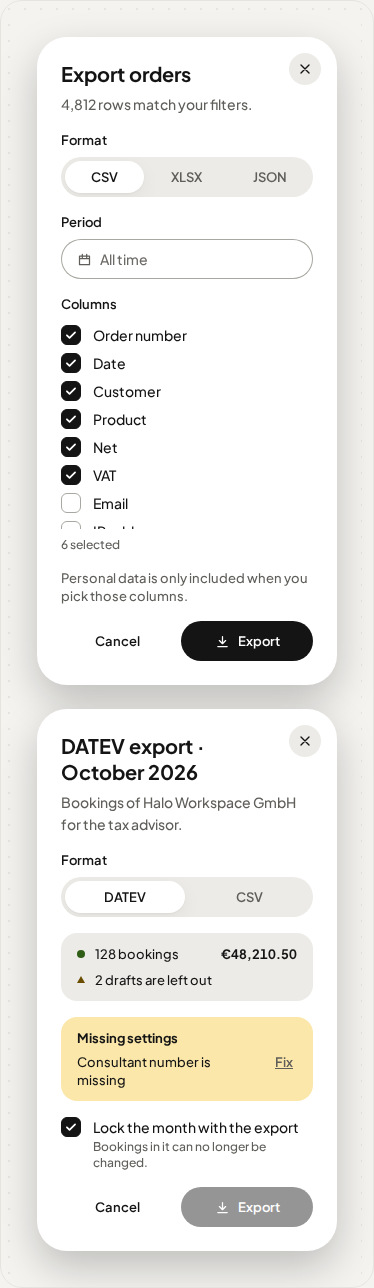 Export orders
4,812 rows match your filters.
Format
CSV XLSX JSON
Period
All time
Columns
Order number
Date
Customer
Product
Net
VAT
Email
6 selected
Personal data is only included when you
pick those columns.
Cancel Export
DATEV export ·
October 2026
Bookings of Halo Workspace GmbH
for the tax advisor.
Format
DATEV CSV
128 bookings €48,210.50
2 drafts are left out
Missing settings
Consultant number is Fix
missing
Lock the month with the export
Bookings in it can no longer be
changed.
Cancel Export